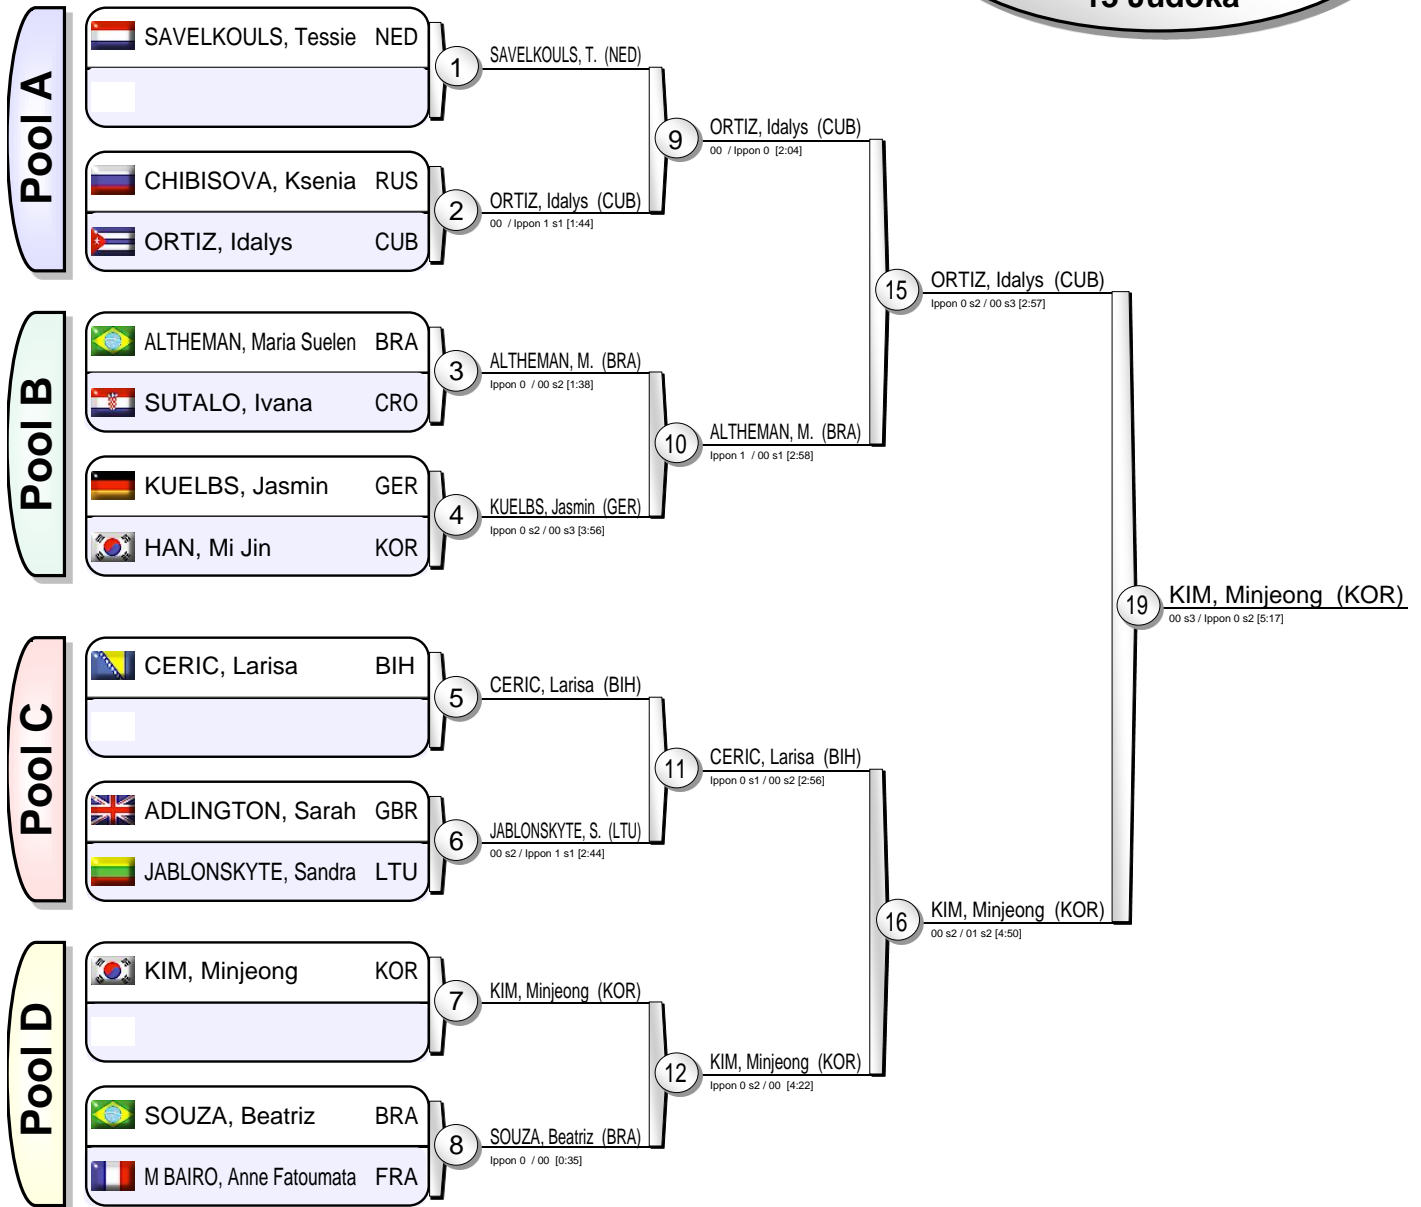 13 Judoka
Pool A
SAVELKOULS, Tessie NED
CHIBISOVA, Ksenia RUS
ORTIZ, Idalys CUB
Pool B
ALTHEMAN, Maria Suelen BRA
SUTALO, Ivana CRO
KUELBS, Jasmin GER
HAN, Mi Jin KOR
Pool C
CERIC, Larisa BIH
ADLINGTON, Sarah GBR
JABLONSKYTE, Sandra LTU
Pool D
KIM, Minjeong KOR
SOUZA, Beatriz BRA
M BAIRO, Anne Fatoumata FRA
1
SAVELKOULS, T. (NED)
2
ORTIZ, Idalys (CUB)
00 / Ippon 1 s1 [1:44]
3
ALTHEMAN, M. (BRA)
Ippon 0 / 00 s2 [1:38]
4
KUELBS, Jasmin (GER)
Ippon 0 s2 / 00 s3 [3:56]
5
CERIC, Larisa (BIH)
6
JABLONSKYTE, S. (LTU)
00 s2 / Ippon 1 s1 [2:44]
7
KIM, Minjeong (KOR)
8
SOUZA, Beatriz (BRA)
Ippon 0 / 00 [0:35]
9
ORTIZ, Idalys (CUB)
00 / Ippon 0 [2:04]
10
ALTHEMAN, M. (BRA)
Ippon 1 / 00 s1 [2:58]
11
CERIC, Larisa (BIH)
Ippon 0 s1 / 00 s2 [2:56]
12
KIM, Minjeong (KOR)
Ippon 0 s2 / 00 [4:22]
15
ORTIZ, Idalys (CUB)
Ippon 0 s2 / 00 s3 [2:57]
16
KIM, Minjeong (KOR)
00 s2 / 01 s2 [4:50]
19
KIM, Minjeong (KOR)
00 s3 / Ippon 0 s2 [5:17]